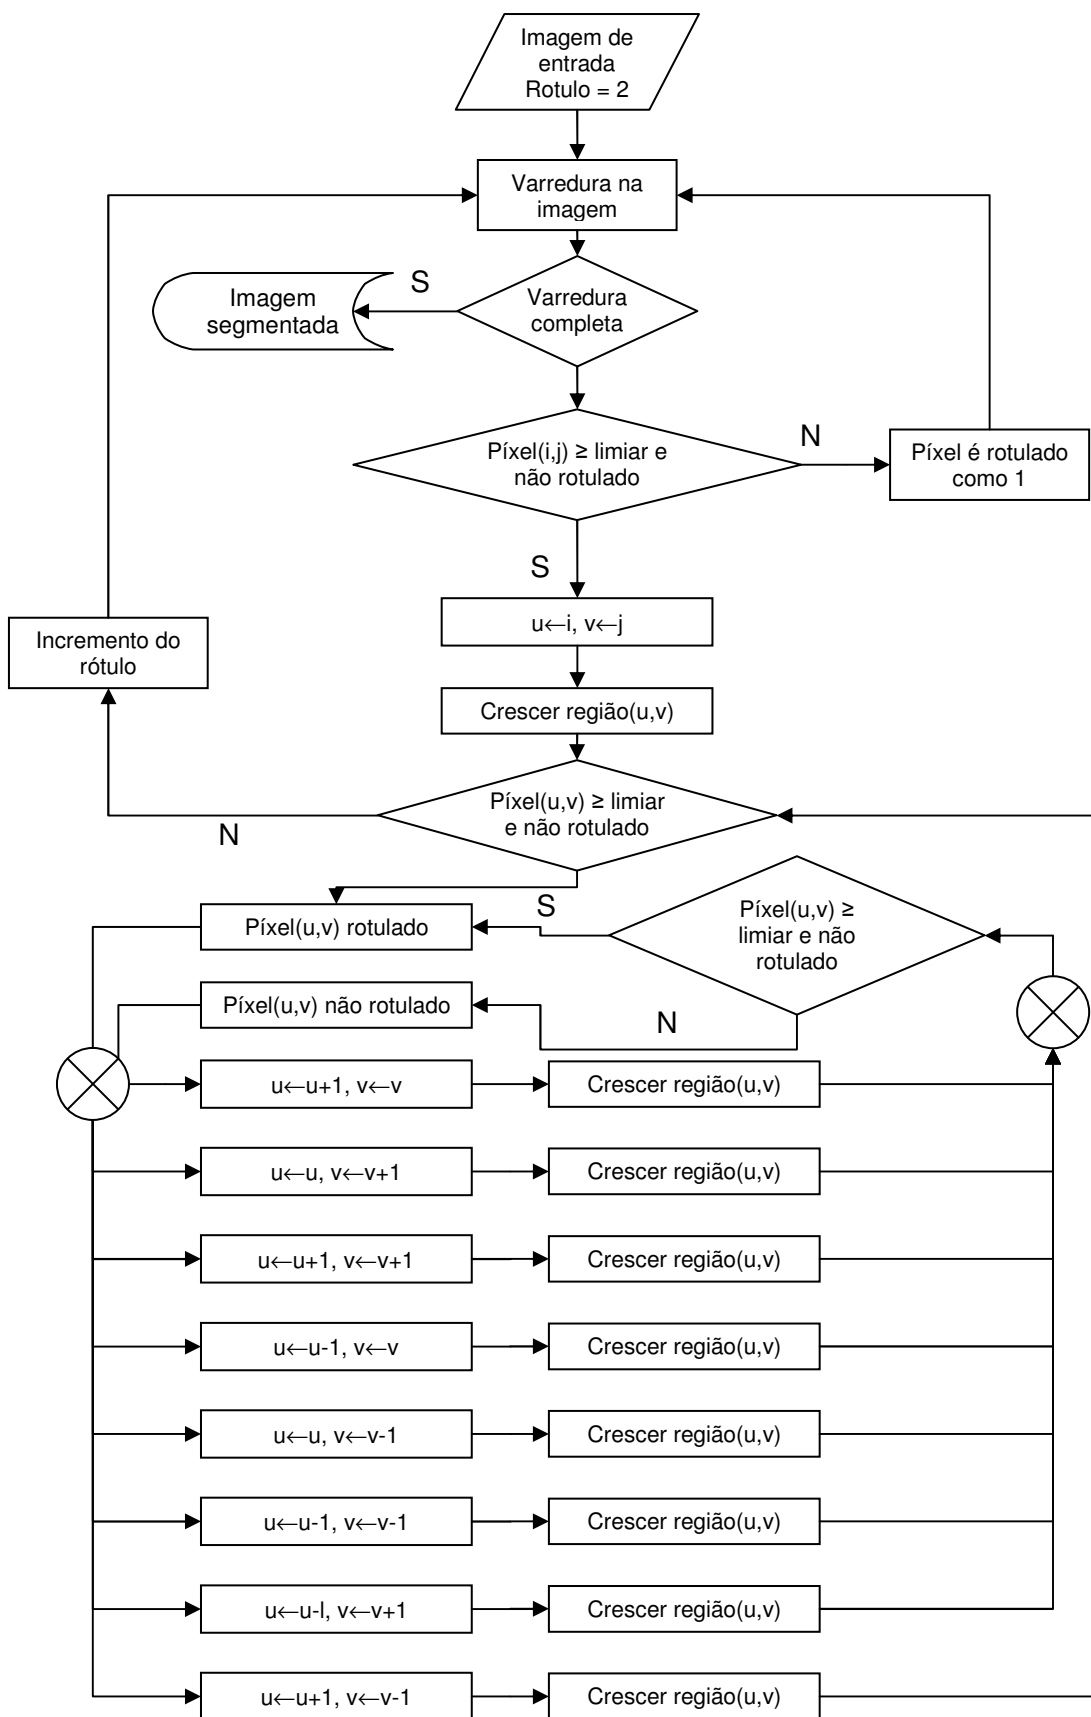 Imagem de
entrada
Rotulo = 2
Varredura na
imagem
S
Imagem
segmentada
Varredura
completa
Píxel(i,j) ≥ limiar e
não rotulado
N
Píxel é rotulado
como 1
S
u←i, v←j
Incremento do
rótulo
Crescer região(u,v)
Píxel(u,v) ≥ limiar
e não rotulado
N
Píxel(u,v) rotulado
S
Píxel(u,v) ≥
limiar e não
rotulado
Píxel(u,v) não rotulado
N
u←u+1, v←v
Crescer região(u,v)
u←u, v←v+1
Crescer região(u,v)
u←u+1, v←v+1
Crescer região(u,v)
u←u-1, v←v
Crescer região(u,v)
u←u, v←v-1
Crescer região(u,v)
u←u-1, v←v-1
Crescer região(u,v)
u←u-l, v←v+1
Crescer região(u,v)
u←u+1, v←v-1
Crescer região(u,v)